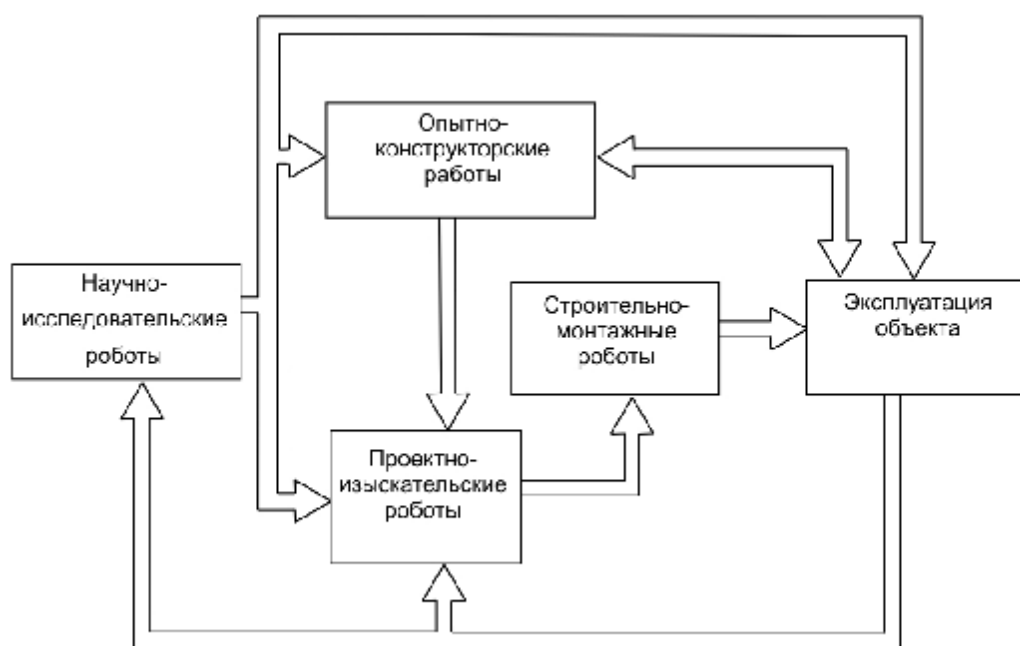 Опытно-
конструкторские
работы
Научно-
исследовательские
роботы
Строительно-
монтажные
роботы
Эксплуатация
объекта
Проектно-
изыскательские
роботы